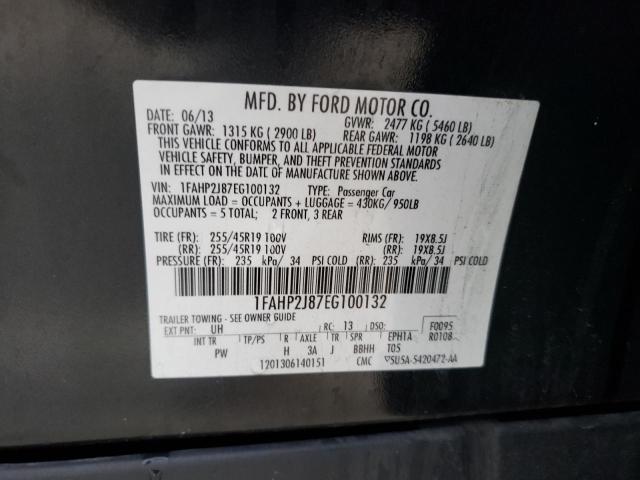 MFD. BY FORD MOTOR CO.
DATE: 06/13 GVWR: 2477 KG ( 5460 LB)
FRONT GAWR: 1315 KG ( 2900 LB) REAR GAWR: 1198 KG ( 2640 LB)
THIS VEHICLE CONFORMS TO ALL APPLICABLE FEDERAL MOTOR
VEHICLE SAFETY, BUMPER, AND THEFT PREVENTION STANDARDS
IN EFFECT ON THE DATE OF MANUFACTURE SHOWN ABOVE.
VIN: 1FAHP2J87EG100132 TYPE: Passenger Car
MAXIMUM LOAD = OCCUPANTS + LUGGAGE = 430KG/ 950LB
OCCUPANTS = 5 TOTAL; 2 FRONT, 3 REAR
TIRE (FR): 255/45R19 100V RIMS (FR): 19X8.5J
(RR): 255/45R19 100V (RR): 19X8.5J
PRESSURE (FR): 235 kPa/ 34 PSI COLD (RR): 235 kPa/ 34 PSI COLD
1FAHP2J87EG100132
TRAILER TOWING - SEE OWNER GUIDE
EXT PNT: UH RC: 13 DSO: F0095
R0108
INT TR TP/PS R AXLE TR SPR EPH1A
PW H 3A J BBHH T05
1201306140151 CMC 5U5A-5420472-AA